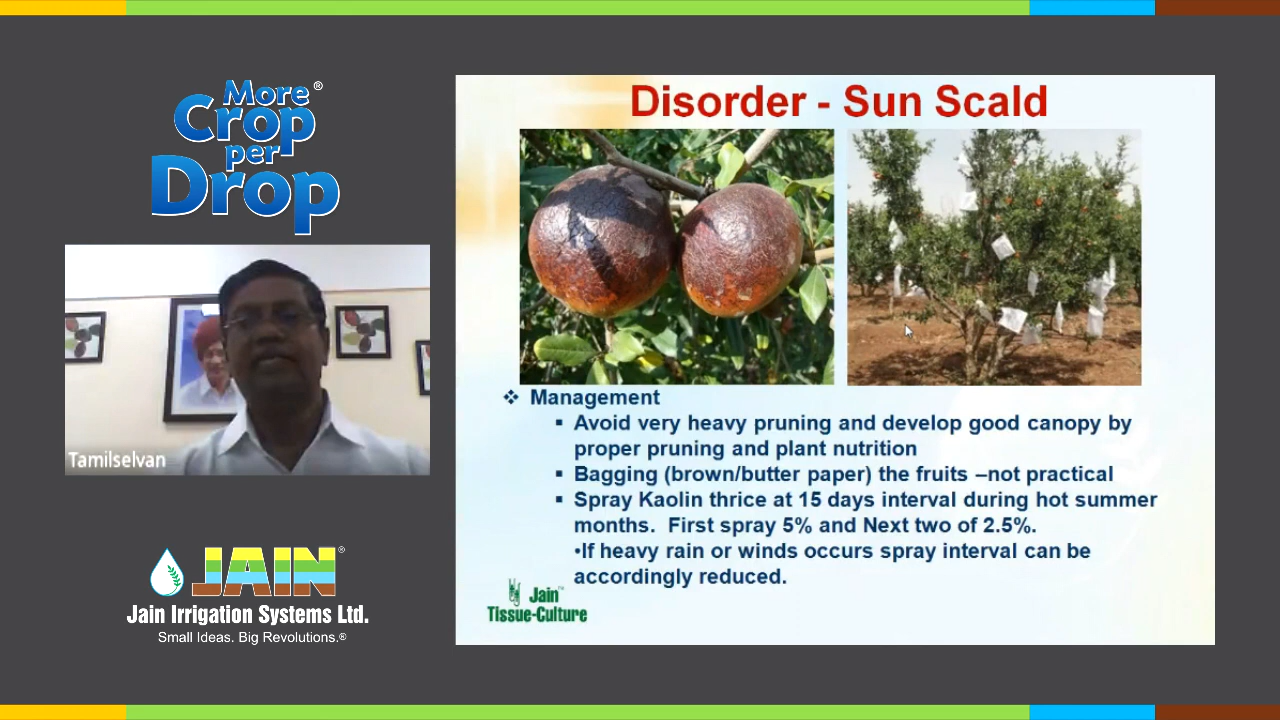 More®
Crop
per
Drop
Tamilselvan
JAIN®
Jain Irrigation Systems Ltd.
Small Ideas. Big Revolutions.®
Disorder - Sun Scald
❖ Management
▪ Avoid very heavy pruning and develop good canopy by
proper pruning and plant nutrition
▪ Bagging (brown/butter paper) the fruits –not practical
▪ Spray Kaolin thrice at 15 days interval during hot summer
months. First spray 5% and Next two of 2.5%.
•If heavy rain or winds occurs spray interval can be
accordingly reduced.
Jain™
Tissue-Culture